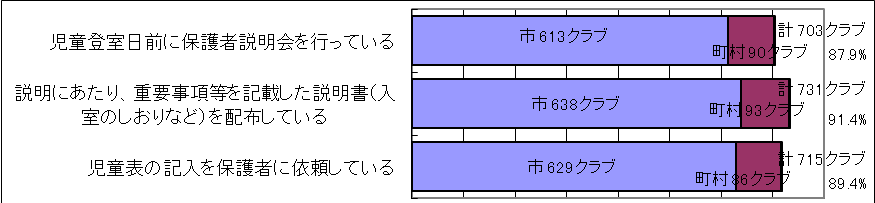 児童登室日前に保護者説明会を行っている
市613クラブ
町村90クラブ
計703クラブ
87.9%
説明にあたり、重要事項等を記載した説明書(入
室のしおりなど)を配布している
市638クラブ
町村93クラブ
計731クラブ
91.4%
児童表の記入を保護者に依頼している
市629クラブ
町村86クラブ
計715クラブ
89.4%